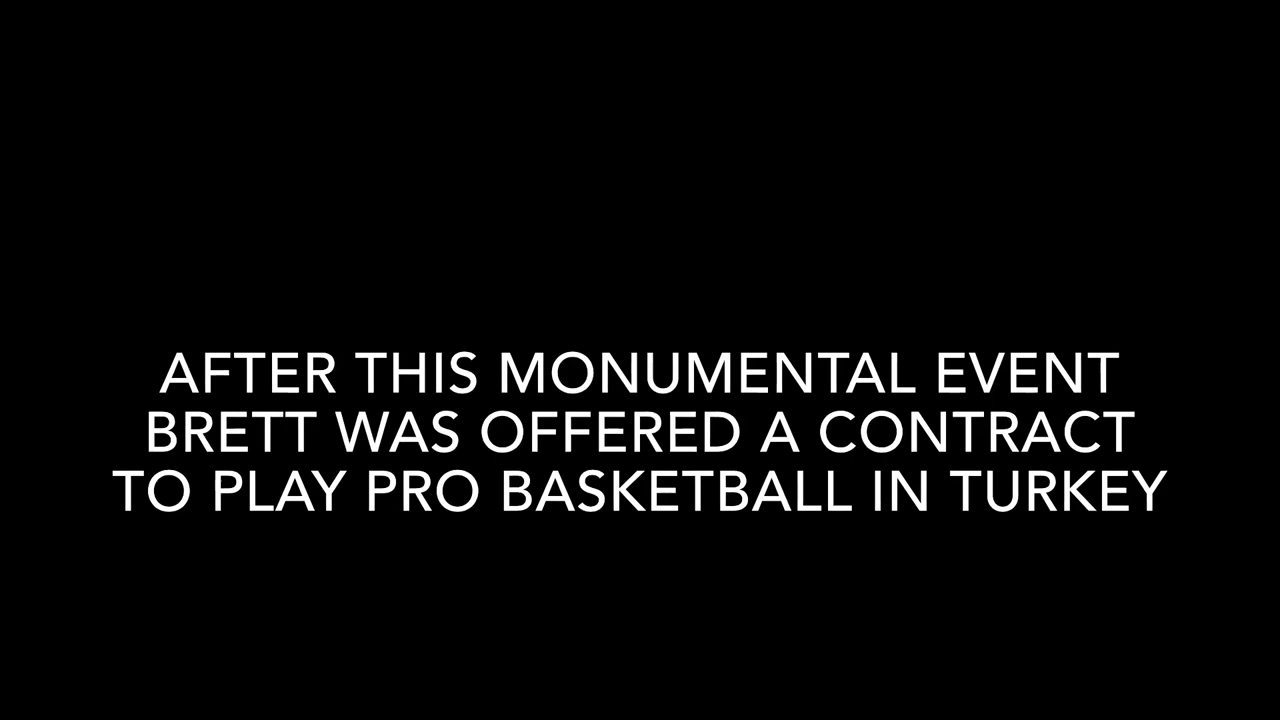 AFTER THIS MONUMENTAL EVENT
BRETT WAS OFFERED A CONTRACT
TO PLAY PRO BASKETBALL IN TURKEY